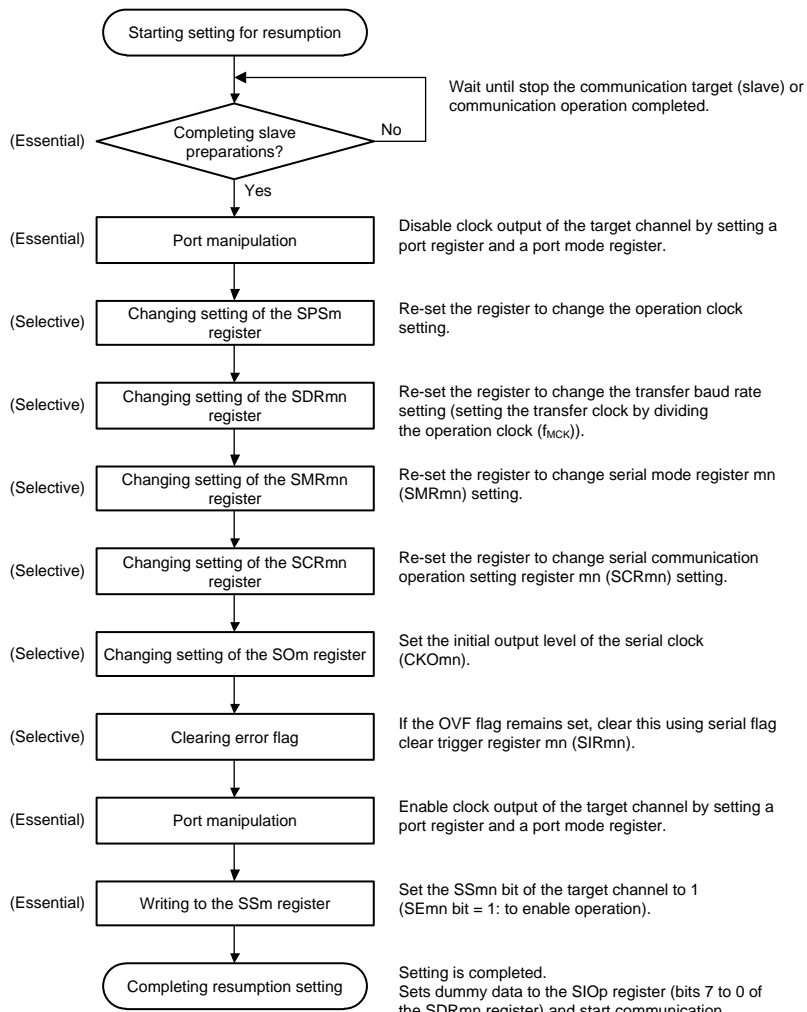 Starting setting for resumption
Wait until stop the communication target (slave) or
communication operation completed.
(Essential)
Completing slave
preparations?
No
Yes
(Essential)
Port manipulation
Disable clock output of the target channel by setting a
port register and a port mode register.
(Selective)
Changing setting of the SPSm
register
Re-set the register to change the operation clock
setting.
(Selective)
Changing setting of the SDRmn
register
Re-set the register to change the transfer baud rate
setting (setting the transfer clock by dividing
the operation clock (fMCK)).
(Selective)
Changing setting of the SMRmn
register
Re-set the register to change serial mode register mn
(SMRmn) setting.
(Selective)
Changing setting of the SCRmn
register
Re-set the register to change serial communication
operation setting register mn (SCRmn) setting.
(Selective)
Changing setting of the SOm register
Set the initial output level of the serial clock
(CKOmn).
(Selective)
Clearing error flag
If the OVF flag remains set, clear this using serial flag
clear trigger register mn (SIRmn).
(Essential)
Port manipulation
Enable clock output of the target channel by setting a
port register and a port mode register.
(Essential)
Writing to the SSm register
Set the SSmn bit of the target channel to 1
(SEmn bit = 1: to enable operation).
Completing resumption setting
Setting is completed.
Sets dummy data to the SIOp register (bits 7 to 0 of
the SDRmn register) and start communication